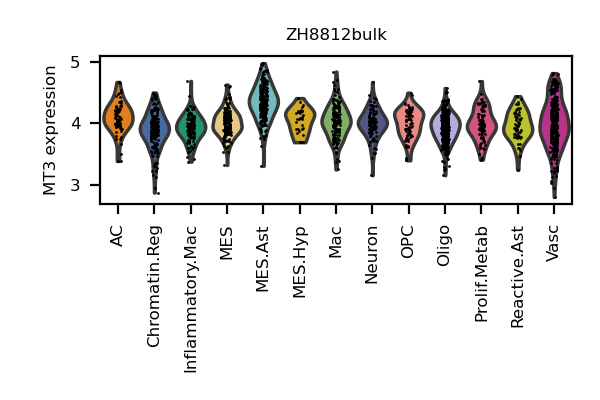 ZH8812bulk
MT3 expression
5
4
3
AC
Chromatin.Reg
Inflammatory.Mac
MES
MES.Ast
MES.Hyp
Mac
Neuron
OPC
Oligo
Prolif.Metab
Reactive.Ast
Vasc